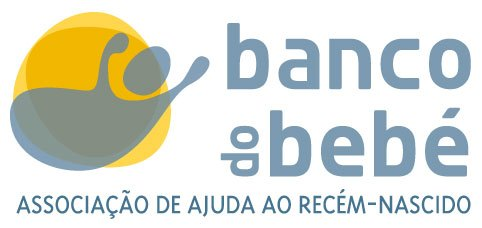 banco
do bebé
ASSOCIAÇÃO DE AJUDA AO RECÉM-NASCIDO